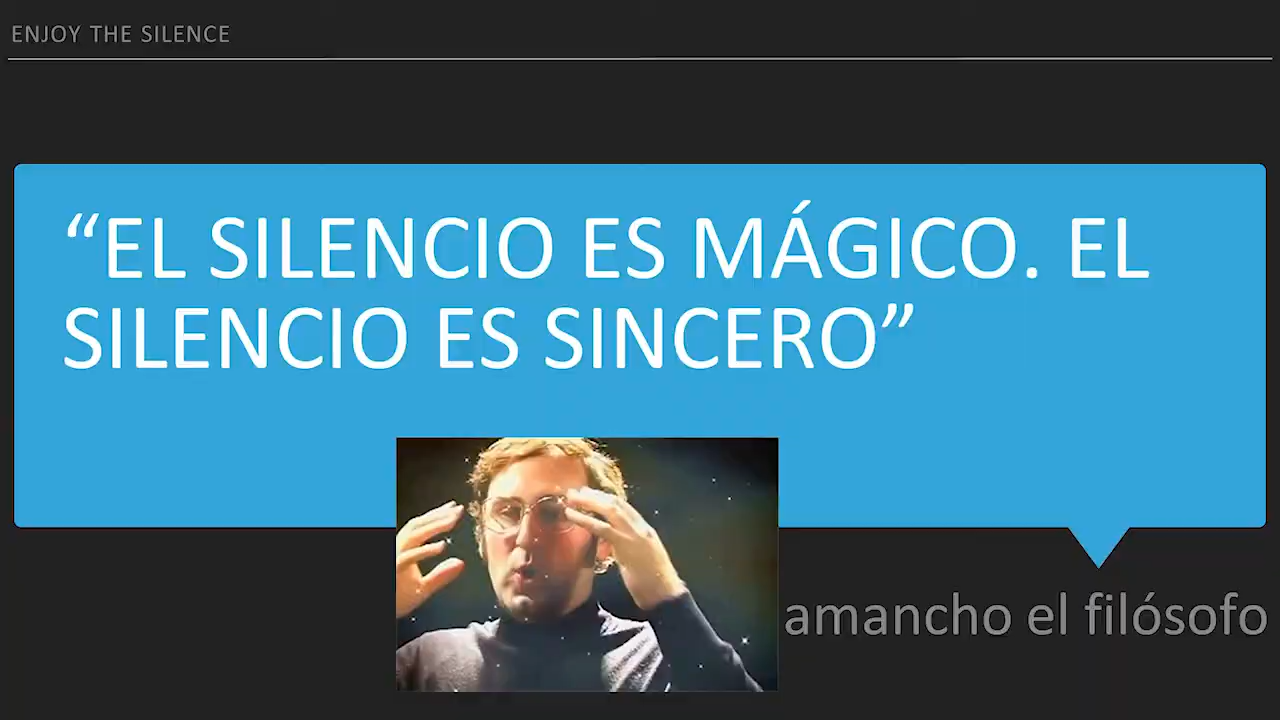 ENJOY THE SILENCE
“EL SILENCIO ES MÁGICO. EL
SILENCIO ES SINCERO”
amancho el filósofo